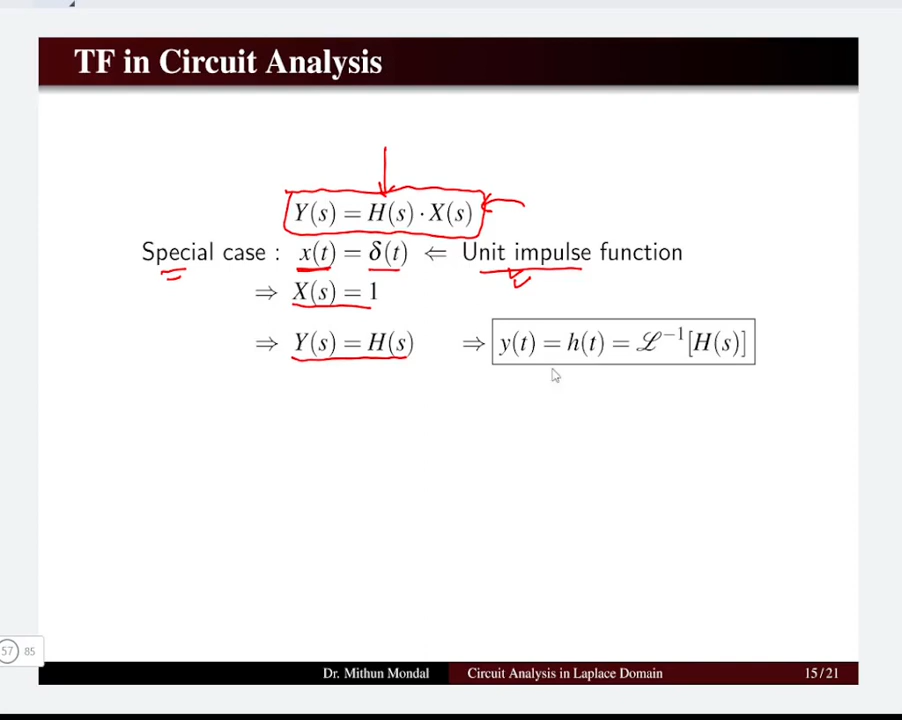 TF in Circuit Analysis
Y(s) = H(s) · X(s)
Special case : x(t) = δ(t) ⇐ Unit impulse function
⇒ X(s) = 1
⇒ Y(s) = H(s) ⇒ y(t) = h(t) = ℒ⁻¹[H(s)]
57 85
Dr. Mithun Mondal Circuit Analysis in Laplace Domain 15/21